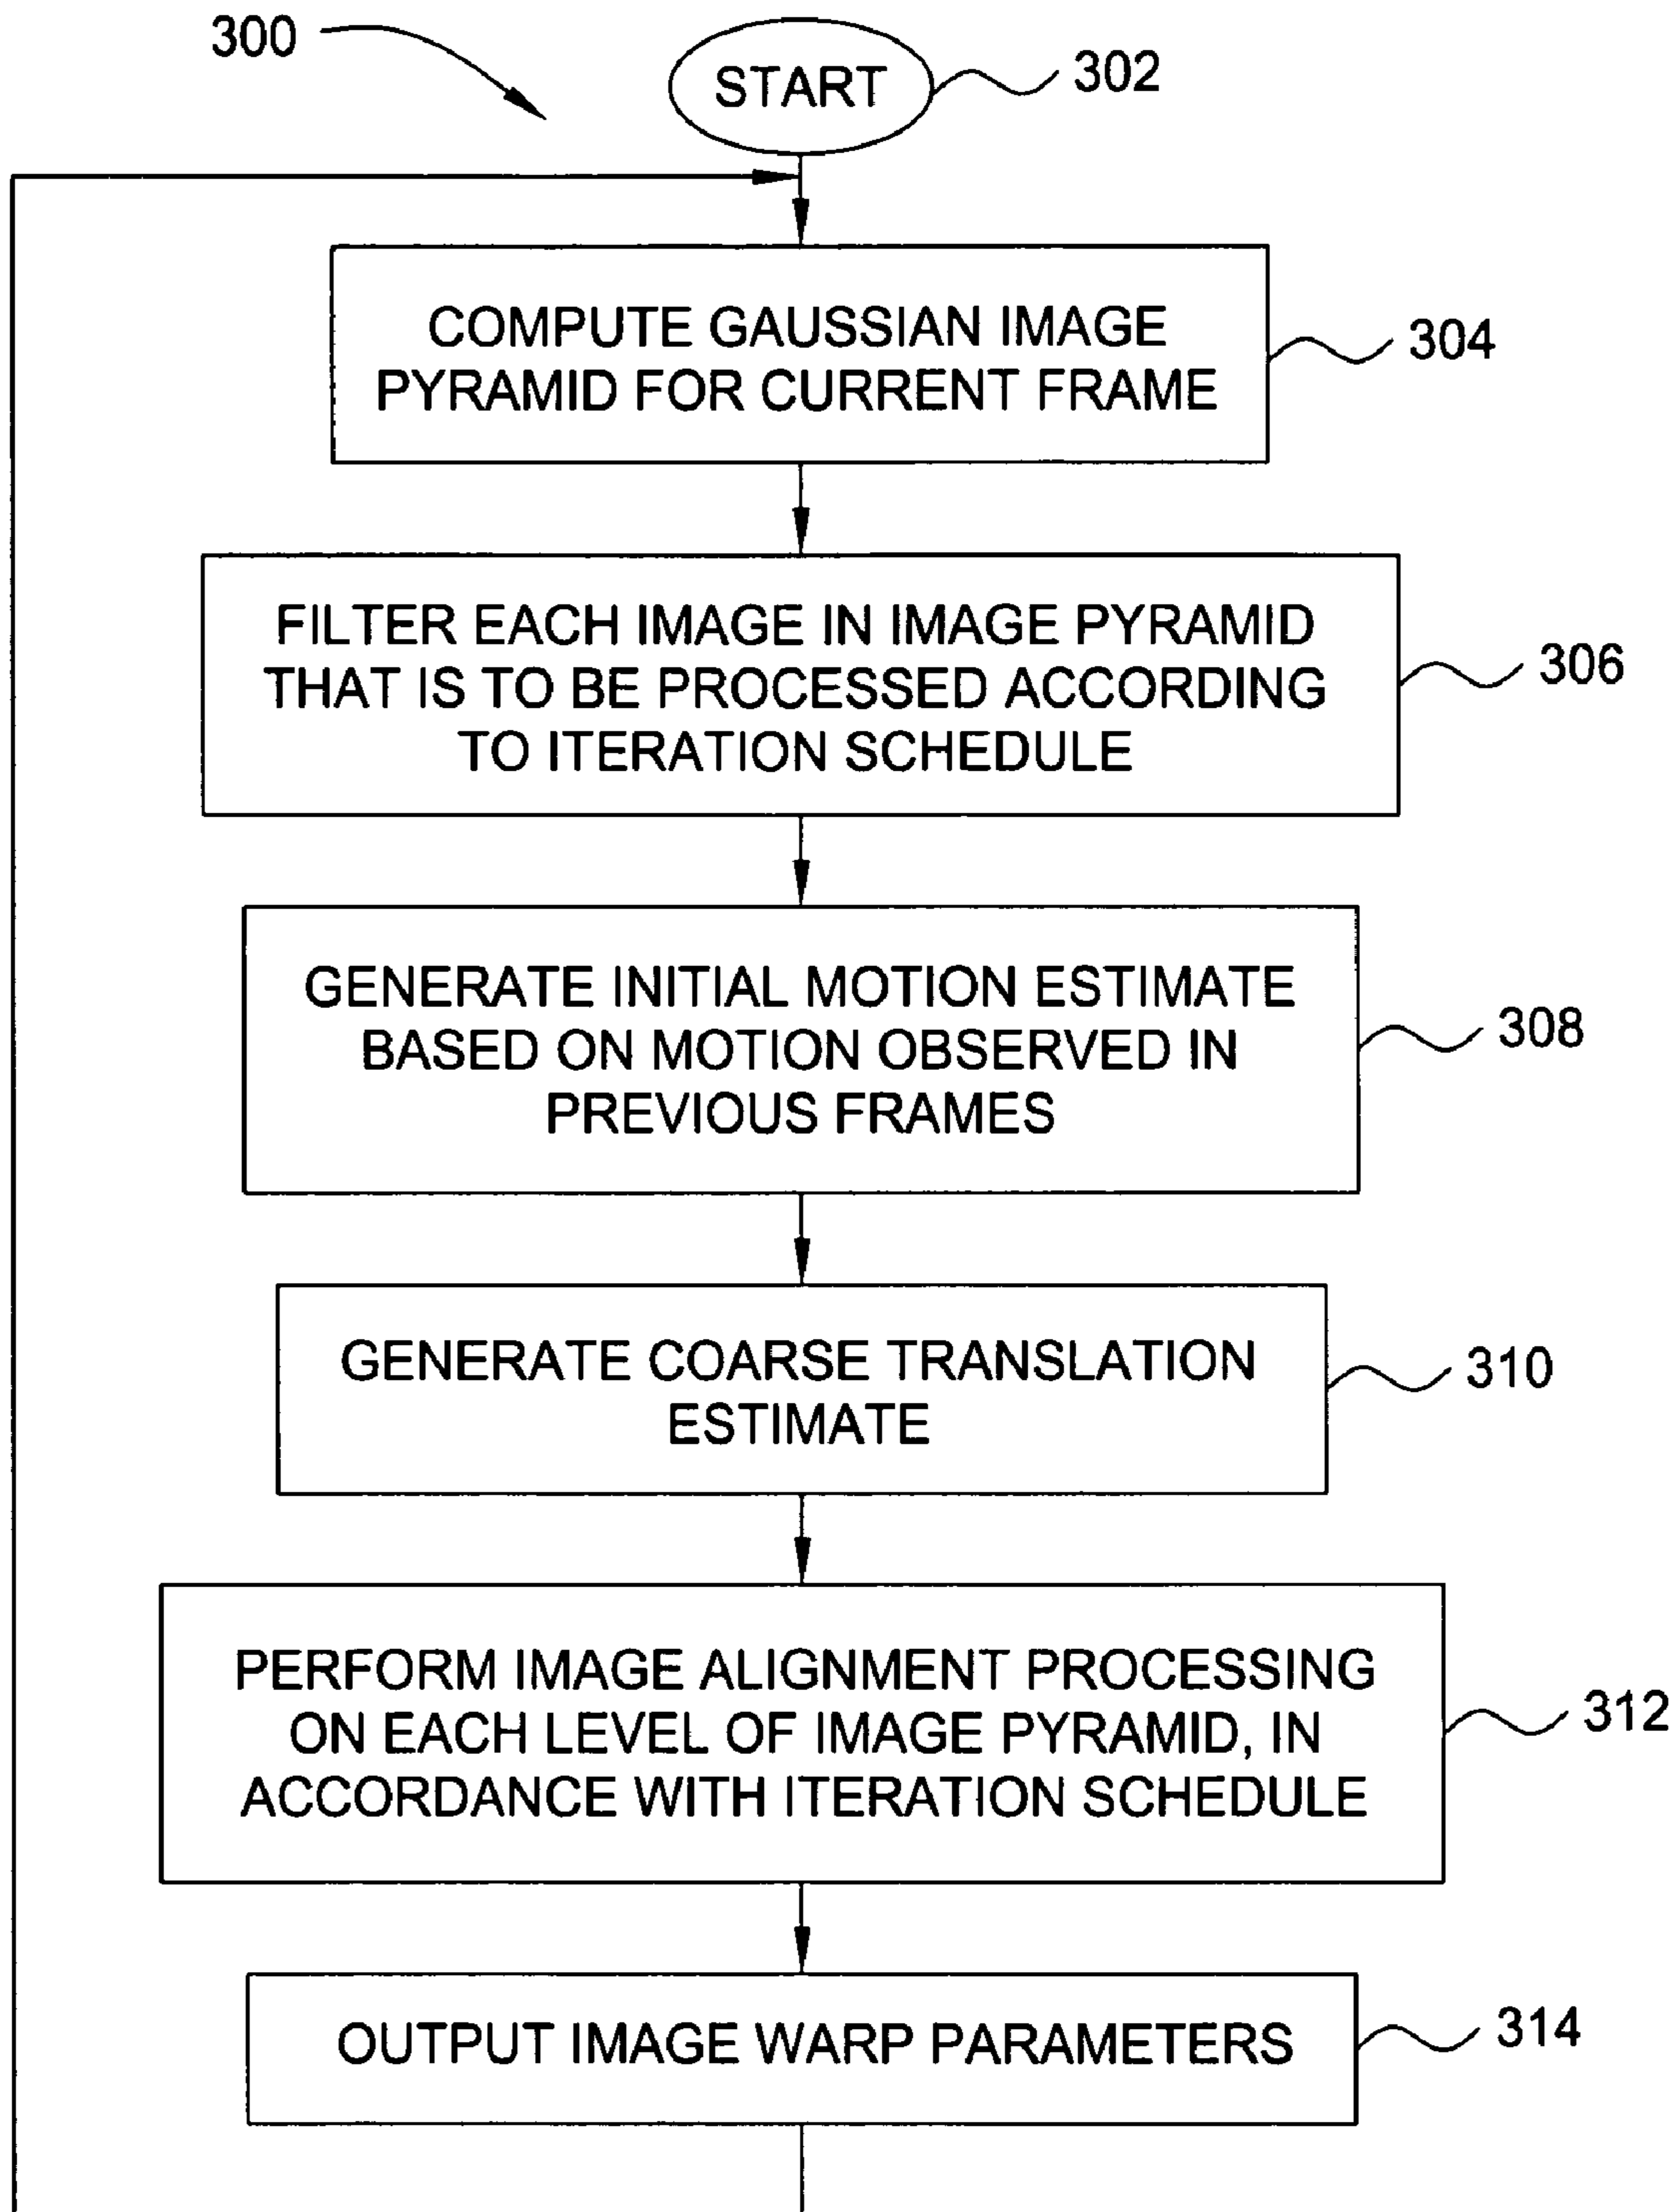 300
START
302
COMPUTE GAUSSIAN IMAGE
PYRAMID FOR CURRENT FRAME
304
FILTER EACH IMAGE IN IMAGE PYRAMID
THAT IS TO BE PROCESSED ACCORDING
TO ITERATION SCHEDULE
306
GENERATE INITIAL MOTION ESTIMATE
BASED ON MOTION OBSERVED IN
PREVIOUS FRAMES
308
GENERATE COARSE TRANSLATION
ESTIMATE
310
PERFORM IMAGE ALIGNMENT PROCESSING
ON EACH LEVEL OF IMAGE PYRAMID, IN
ACCORDANCE WITH ITERATION SCHEDULE
312
OUTPUT IMAGE WARP PARAMETERS
314